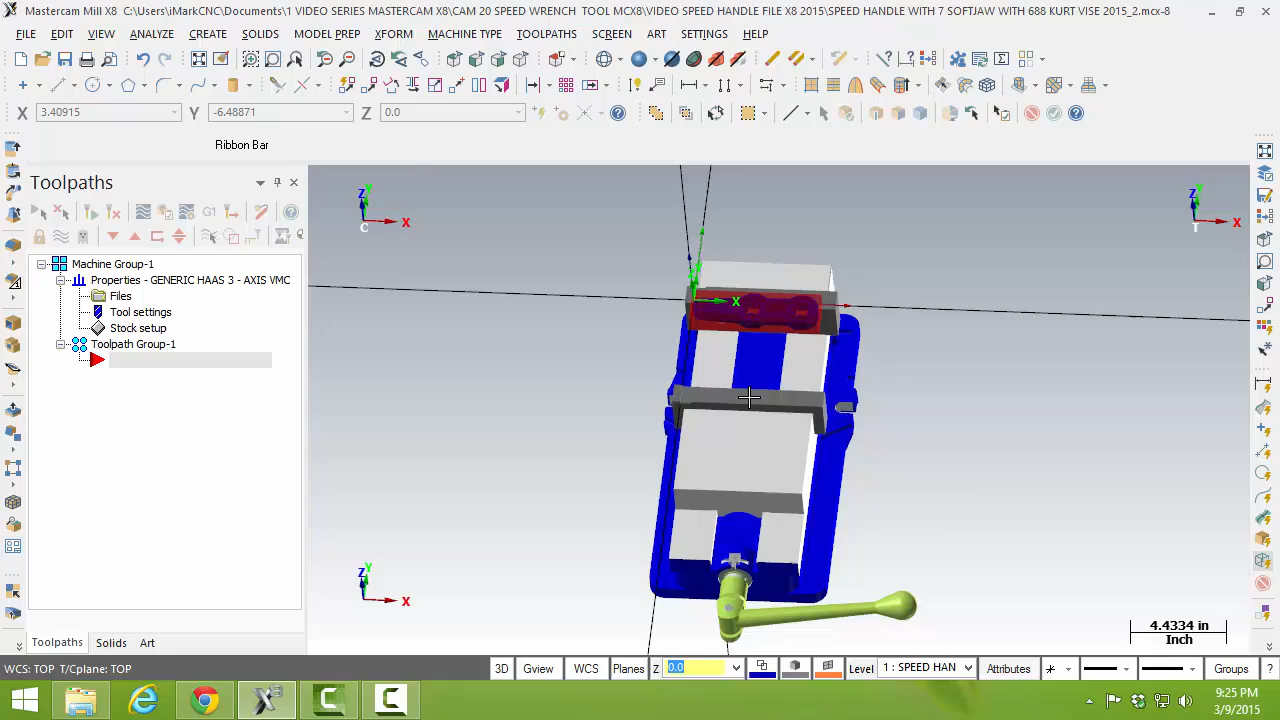 Mastercam Mill X8 C:\Users\iMarkCNC\Documents\1 VIDEO SERIES MASTERCAM X8\CAM 20 SPEED WRENCH TOOL MCX8\VIDEO SPEED HANDLE FILE X8 2015\SPEED HANDLE WITH 7 SOFTJAW WITH 688 KURT VISE 2015_2.mcx-8
FILE EDIT VIEW ANALYZE CREATE SOLIDS MODEL PREP XFORM MACHINE TYPE TOOLPATHS SCREEN ART SETTINGS HELP
X 3.40915 Y -6.48871 Z 0.0
Ribbon Bar
Toolpaths
G1
Machine Group-1
Properties - GENERIC HAAS 3 - AXIS VMC
Files
Tool settings
Stock setup
Toolpath Group-1
Z Y X C
Z Y X T
X
Z Y X
4.4334 in
Inch
Toolpaths Solids Art
WCS: TOP T/Cplane: TOP
3D Gview WCS Planes Z 0.0 Level 1 : SPEED HAN Attributes Groups ?
9:25 PM
3/9/2015